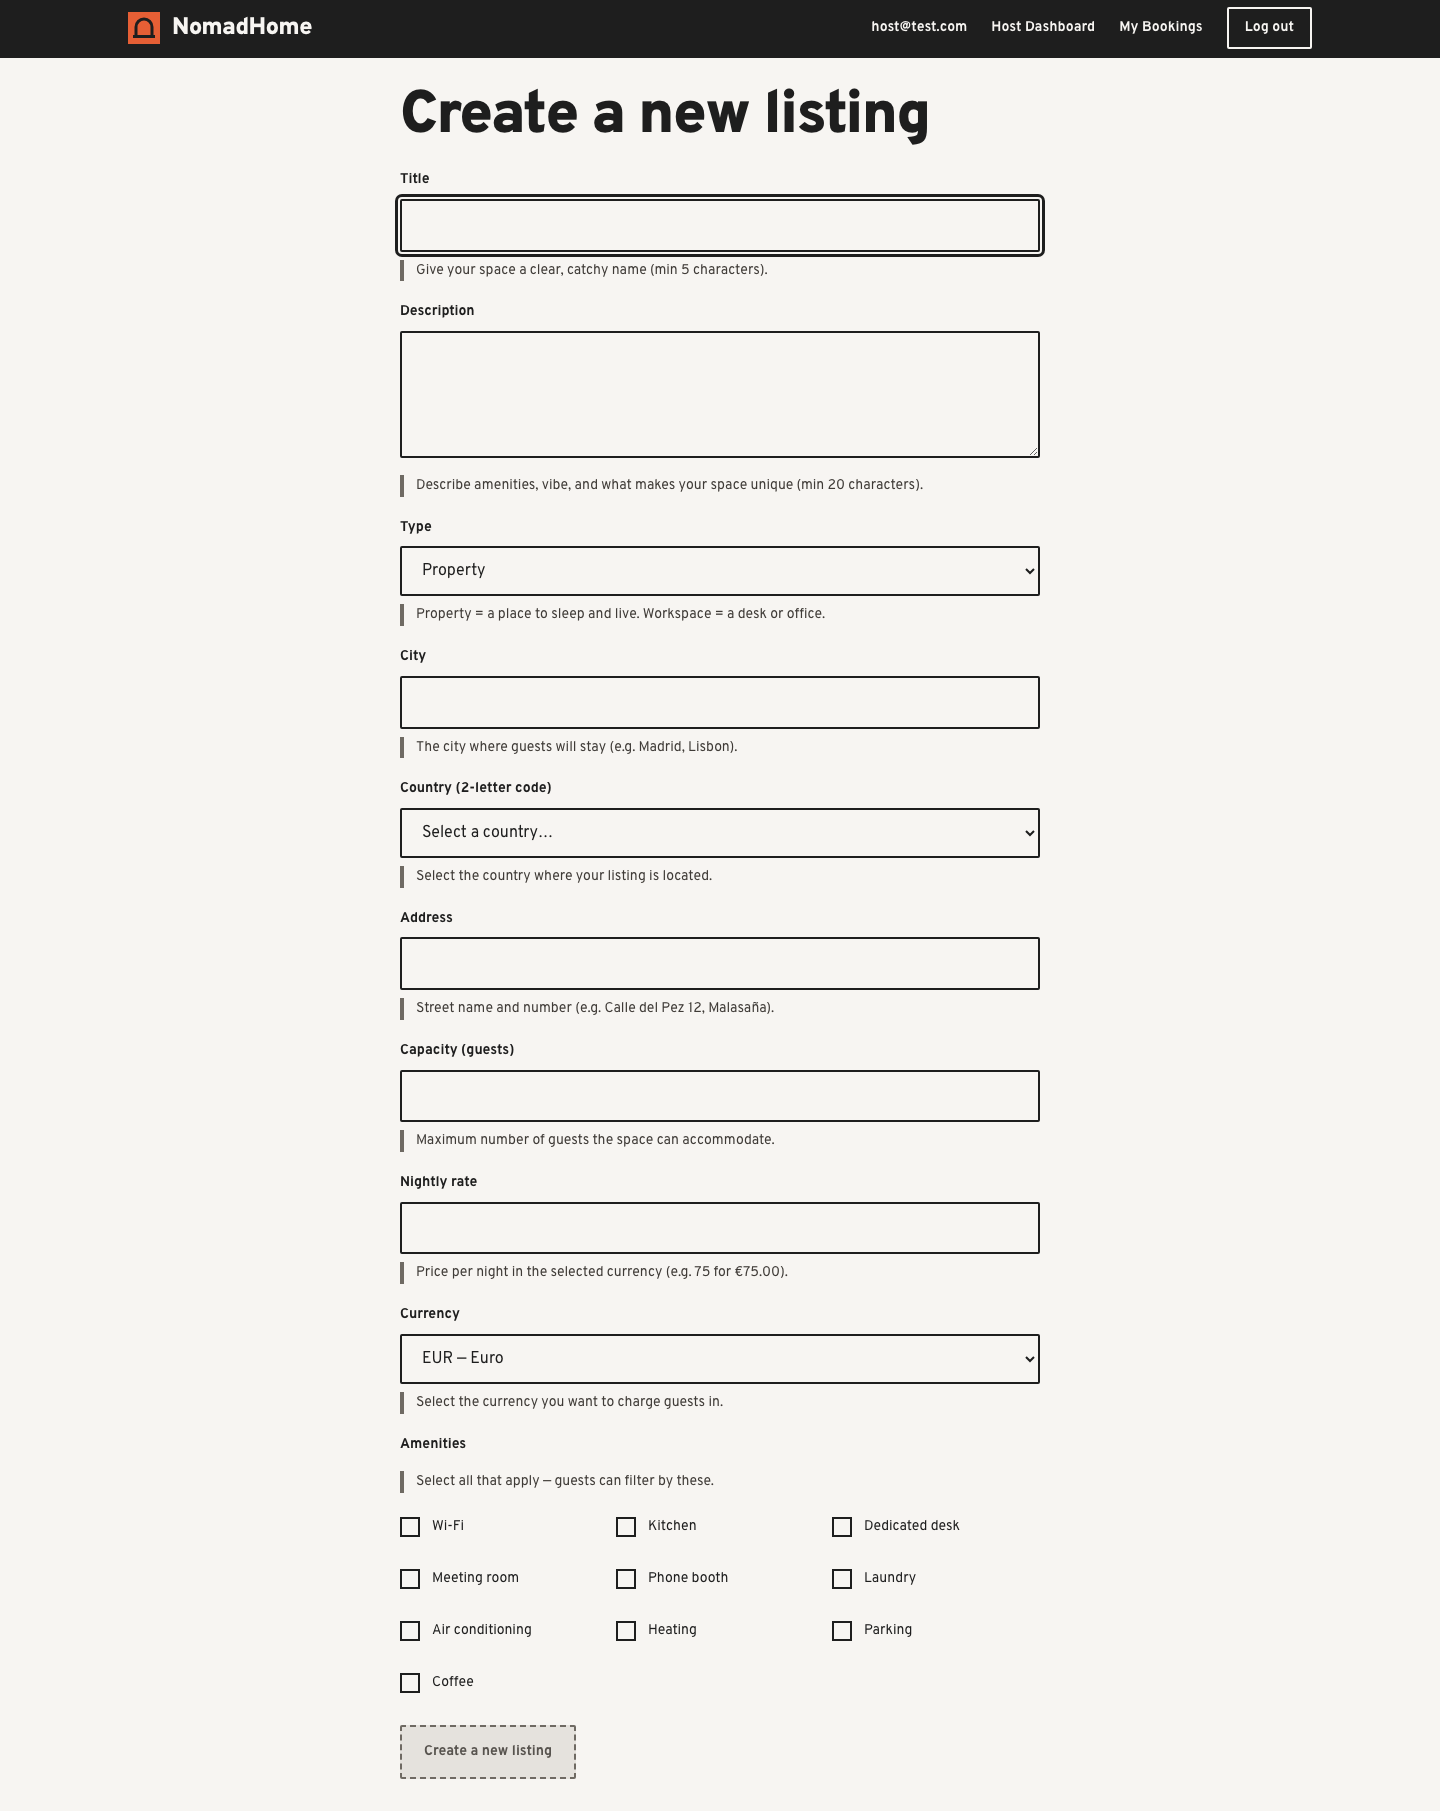 NomadHome
host@test.com
Host Dashboard
My Bookings
Log out
Create a new listing
Title
Give your space a clear, catchy name (min 5 characters).
Description
Describe amenities, vibe, and what makes your space unique (min 20 characters).
Type
Property
Property = a place to sleep and live. Workspace = a desk or office.
City
The city where guests will stay (e.g. Madrid, Lisbon).
Country (2-letter code)
Select a country…
Select the country where your listing is located.
Address
Street name and number (e.g. Calle del Pez 12, Malasaña).
Capacity (guests)
Maximum number of guests the space can accommodate.
Nightly rate
Price per night in the selected currency (e.g. 75 for €75.00).
Currency
EUR — Euro
Select the currency you want to charge guests in.
Amenities
Select all that apply — guests can filter by these.
Wi-Fi
Kitchen
Dedicated desk
Meeting room
Phone booth
Laundry
Air conditioning
Heating
Parking
Coffee
Create a new listing